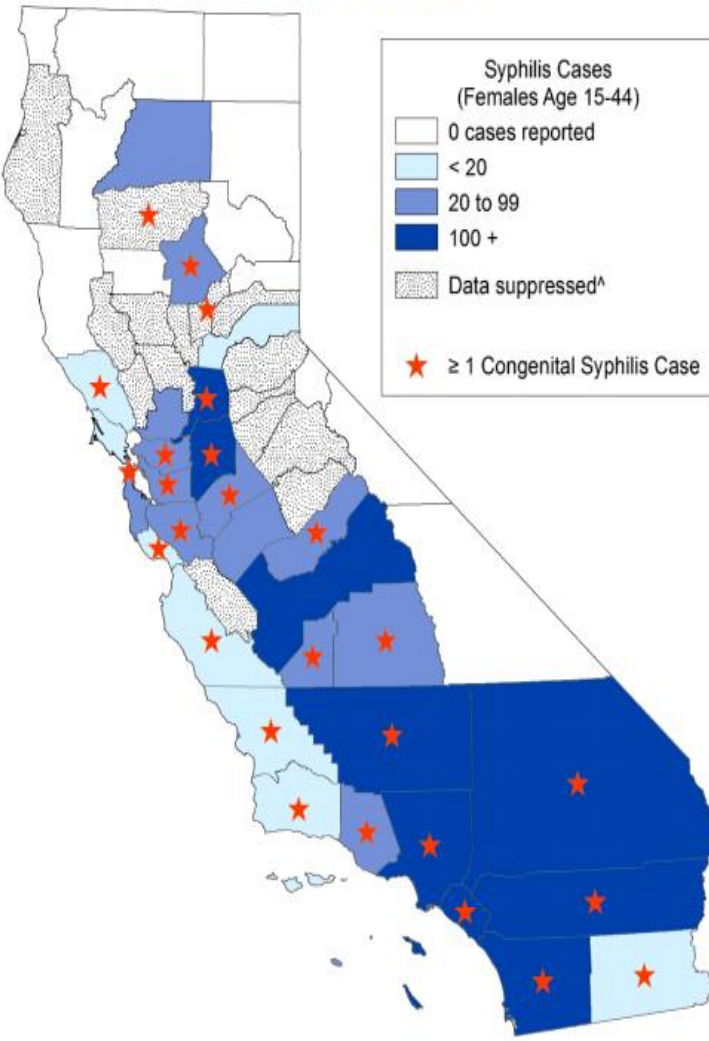 Syphilis Cases
(Females Age 15-44)
0 cases reported
< 20
20 to 99
100 +
Data suppressed^
≥ 1 Congenital Syphilis Case